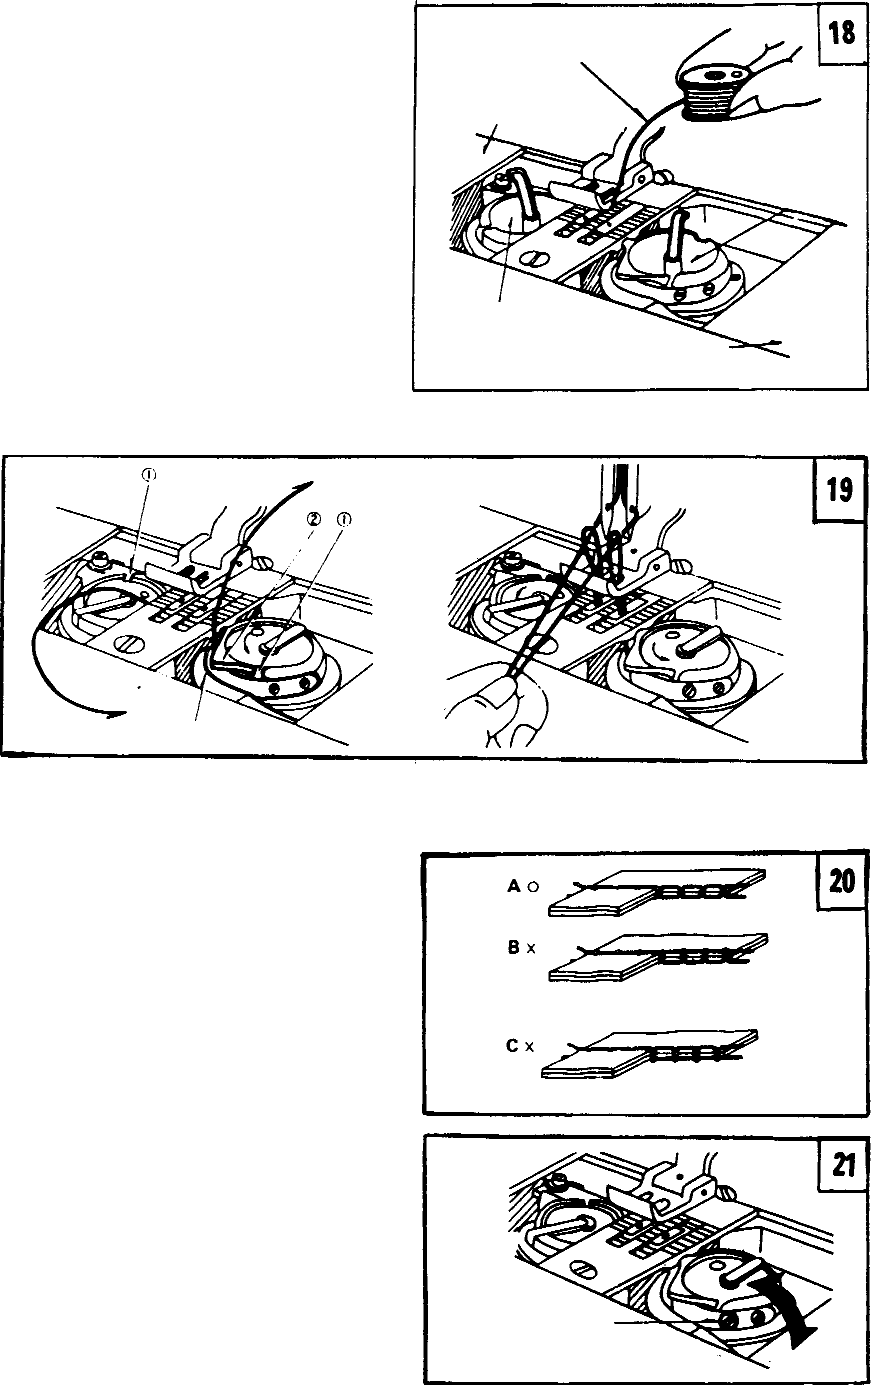 18
19
① ② ①
20
A ○
B ×
C ×
21